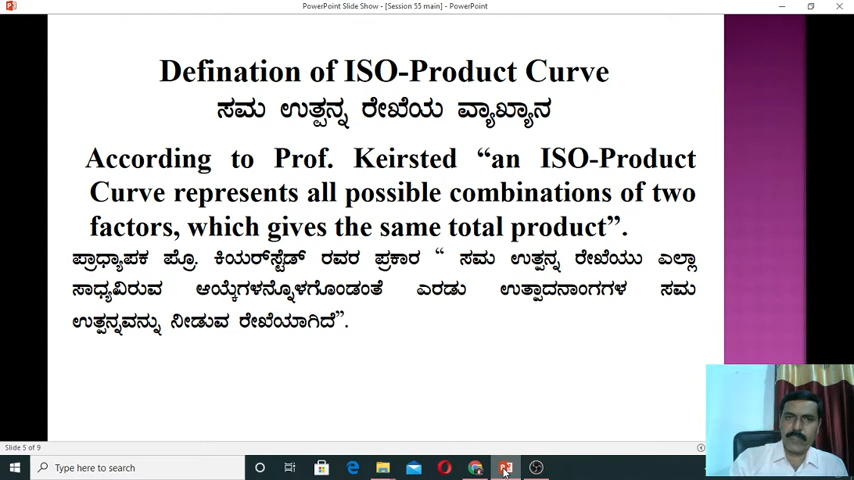 PowerPoint Slide Show - [Session 55 main] - PowerPoint
Defination of ISO-Product Curve
ಸಮ ಉತ್ಪನ್ನ ರೇಖೆಯ ವ್ಯಾಖ್ಯಾನ
According to Prof. Keirsted “an ISO-Product
Curve represents all possible combinations of two
factors, which gives the same total product”.
ಪ್ರಾಧ್ಯಾಪಕ ಪ್ರೊ. ಕಿಯರ್‌ಸ್ಟೆಡ್ ರವರ ಪ್ರಕಾರ “ ಸಮ ಉತ್ಪನ್ನ ರೇಖೆಯು ಎಲ್ಲಾ
ಸಾಧ್ಯವಿರುವ ಆಯ್ಕೆಗಳನ್ನೊಳಗೊಂಡಂತೆ ಎರಡು ಉತ್ಪಾದನಾಂಗಗಳ ಸಮ
ಉತ್ಪನ್ನವನ್ನು ನೀಡುವ ರೇಖೆಯಾಗಿದೆ”.
Slide 5 of 9
Type here to search